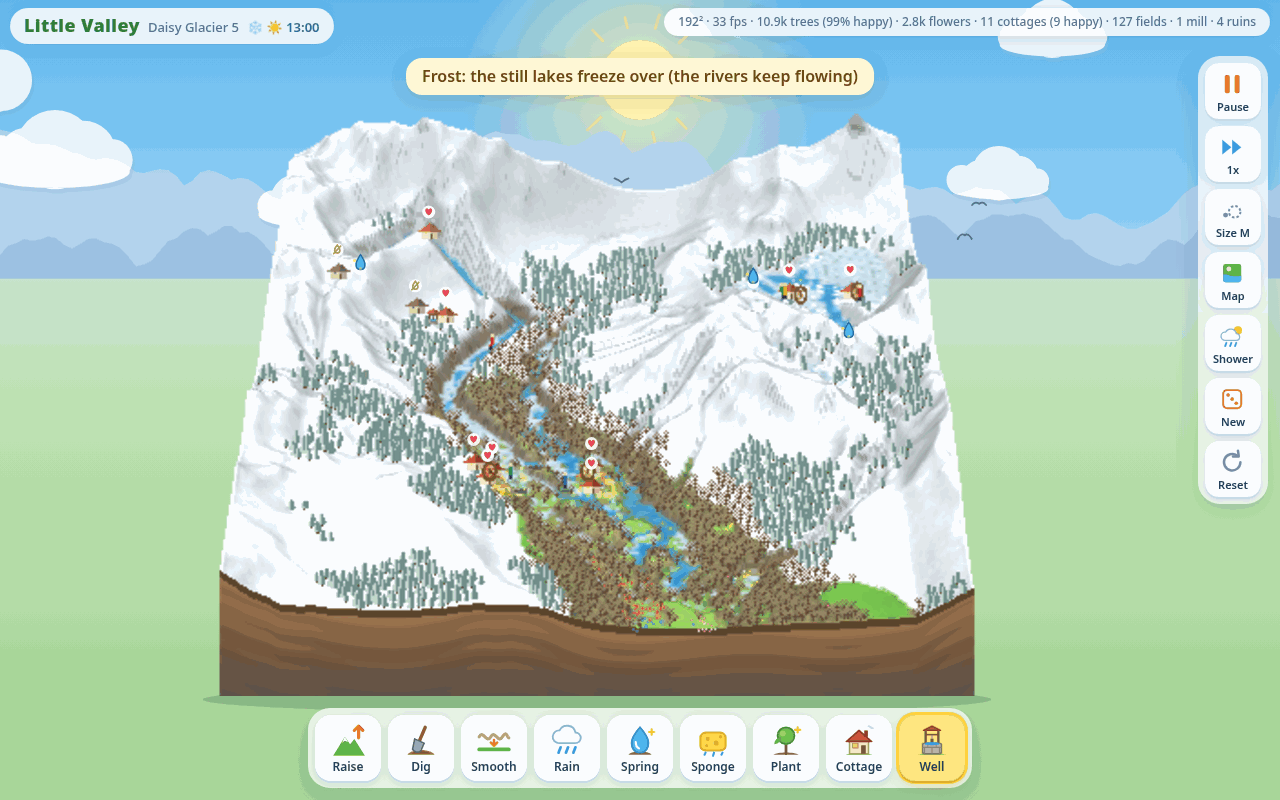 Little Valley Daisy Glacier 5 13:00
192² · 33 fps · 10.9k trees (99% happy) · 2.8k flowers · 11 cottages (9 happy) · 127 fields · 1 mill · 4 ruins
Frost: the still lakes freeze over (the rivers keep flowing)
Pause
1x
Size M
Map
Shower
New
Reset
Raise
Dig
Smooth
Rain
Spring
Sponge
Plant
Cottage
Well